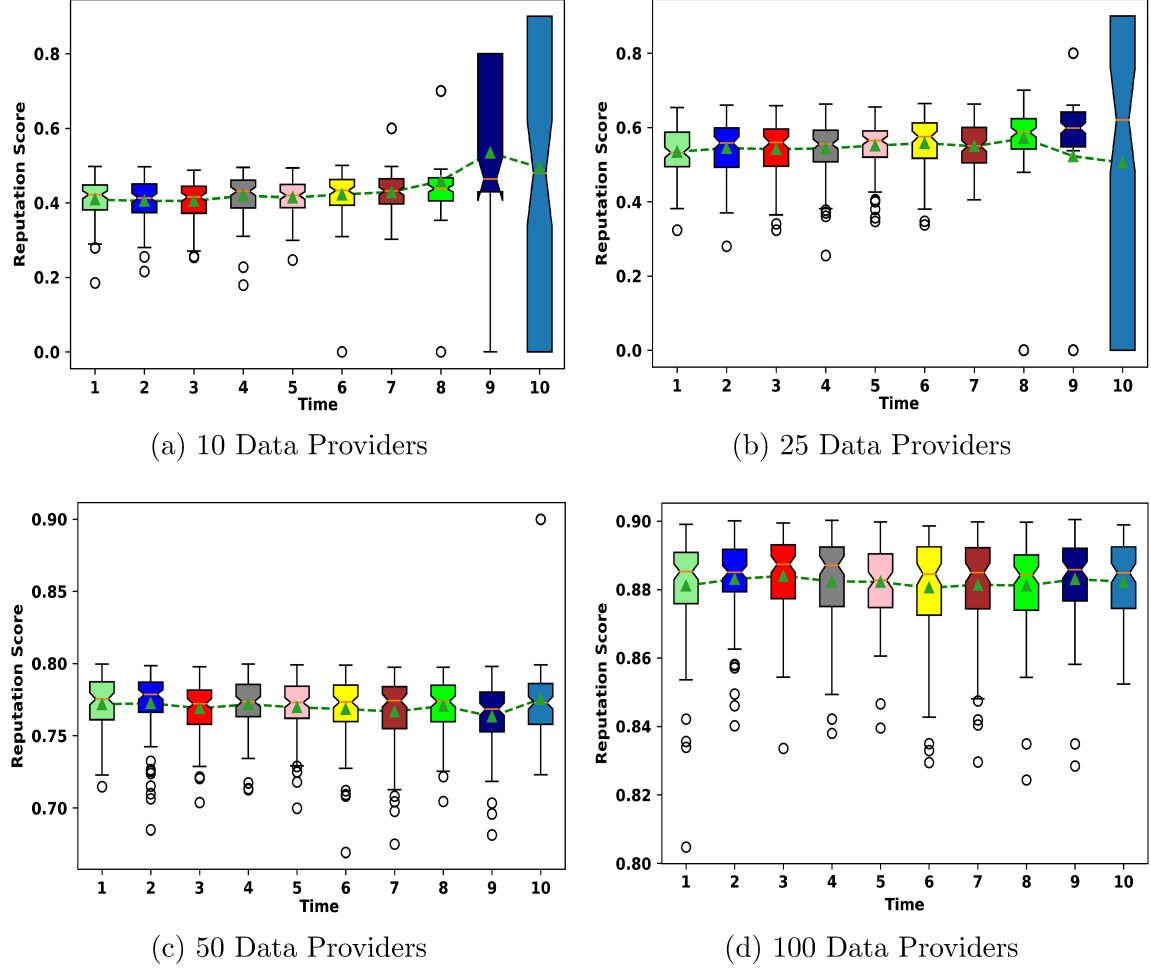 Reputation Score
0.8
0.6
0.4
0.2
0.0
1 2 3 4 5 6 7 8 9 10
Time
(a) 10 Data Providers
Reputation Score
0.8
0.6
0.4
0.2
0.0
1 2 3 4 5 6 7 8 9 10
Time
(b) 25 Data Providers
Reputation Score
0.90
0.85
0.80
0.75
0.70
1 2 3 4 5 6 7 8 9 10
Time
(c) 50 Data Providers
Reputation Score
0.90
0.88
0.86
0.84
0.82
0.80
1 2 3 4 5 6 7 8 9 10
Time
(d) 100 Data Providers